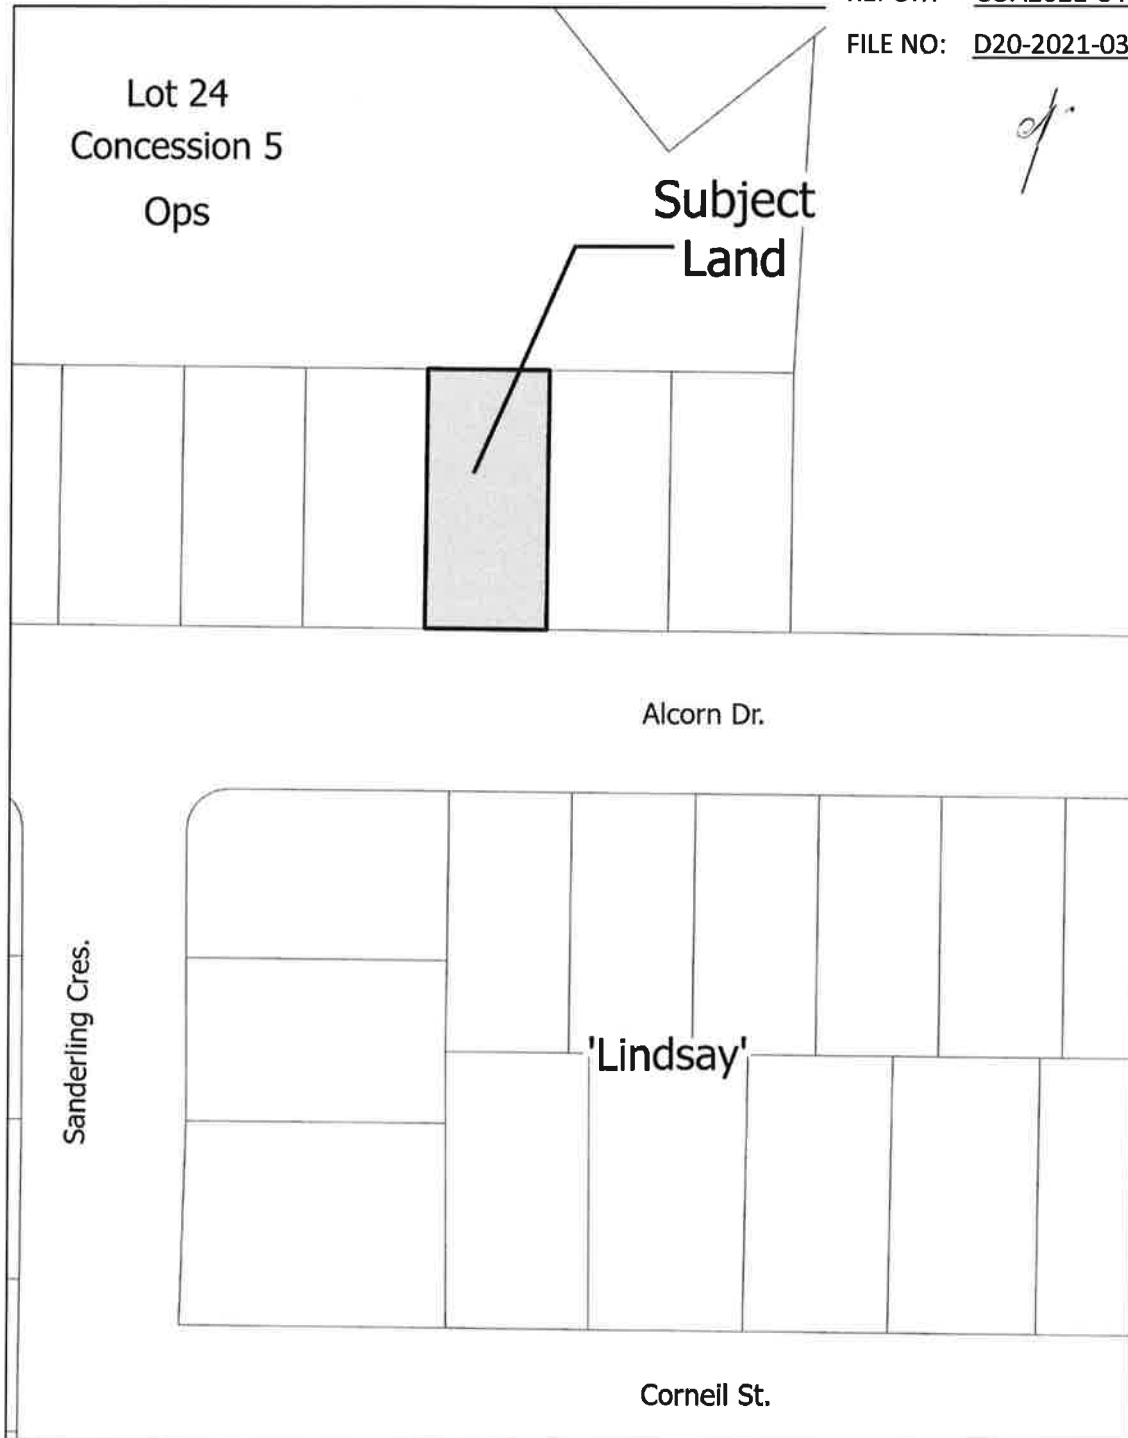 FILE NO: D20-2021-03
Lot 24
Concession 5
Ops
Subject
Land
Alcorn Dr.
Sanderling Cres.
'Lindsay'
Corneil St.